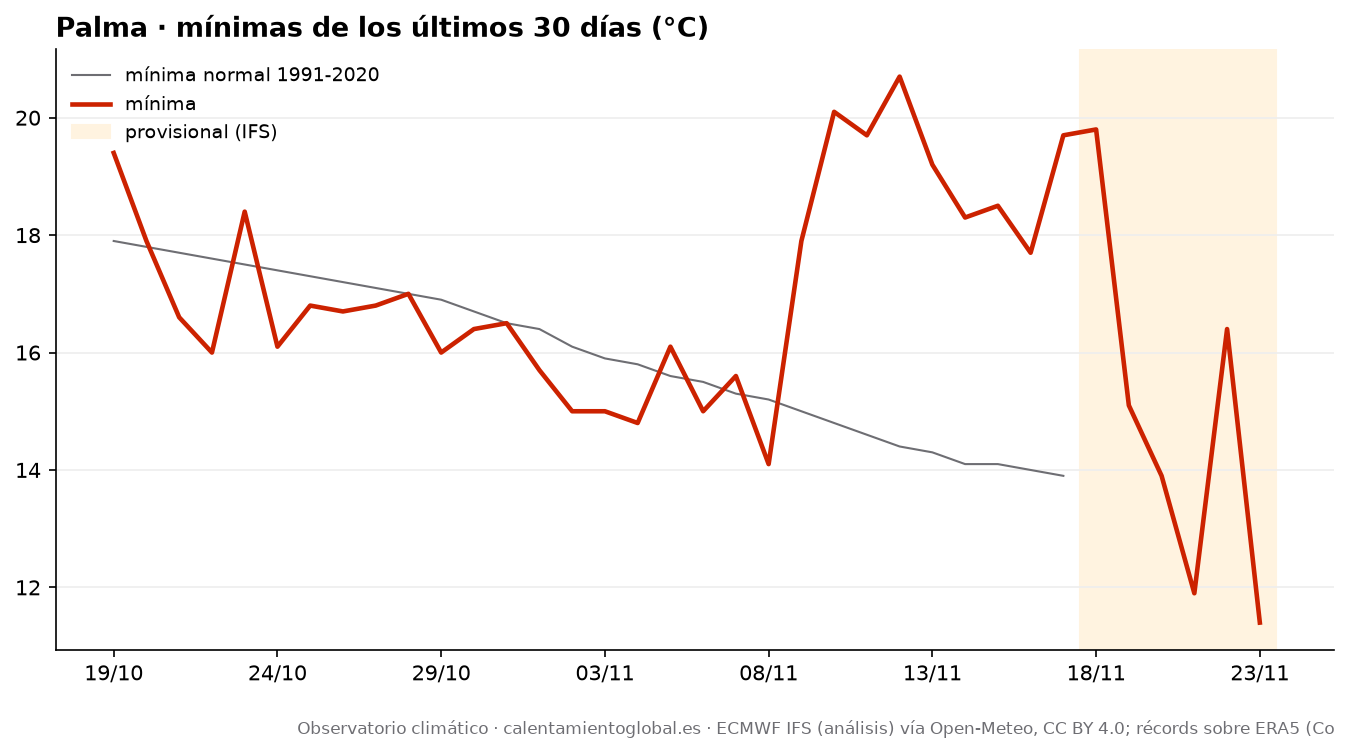 Palma · mínimas de los últimos 30 días (°C)
mínima normal 1991-2020
mínima
provisional (IFS)
20
18
16
14
12
19/10 24/10 29/10 03/11 08/11 13/11 18/11 23/11
Observatorio climático · calentamientoglobal.es · ECMWF IFS (análisis) vía Open-Meteo, CC BY 4.0; récords sobre ERA5 (Co